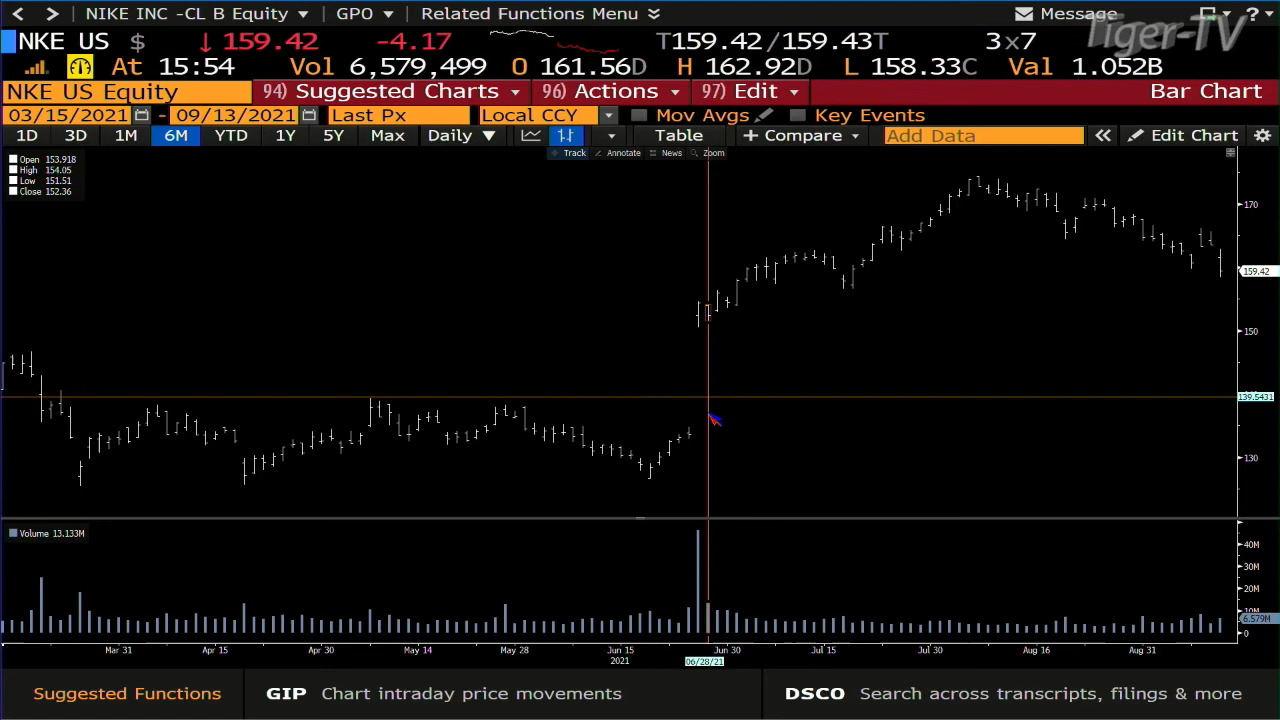 NIKE INC -CL B Equity GPO Related Functions Menu Message ?
NKE US $ ↓ 159.42 -4.17 T159.42/159.43T 3x7 Tiger-TV
At 15:54 Vol 6,579,499 O 161.56D H 162.92D L 158.33C Val 1.052B
NKE US Equity 94) Suggested Charts 96) Actions 97) Edit Bar Chart
03/15/2021 - 09/13/2021 Last Px Local CCY Mov Avgs Key Events
1D 3D 1M 6M YTD 1Y 5Y Max Daily ▼ Table + Compare Add Data « Edit Chart
Track Annotate News Zoom
Open 153.918
High 154.05
Low 151.51
Close 152.36
170
159.42
150
139.5431
130
Volume 13.133M
40M
30M
20M
10M
6.579M
0
Mar 31 Apr 15 Apr 30 May 14 May 28 Jun 15 Jun 30 Jul 15 Jul 30 Aug 16 Aug 31
2021 06/28/21
Suggested Functions GIP Chart intraday price movements DSCO Search across transcripts, filings & more